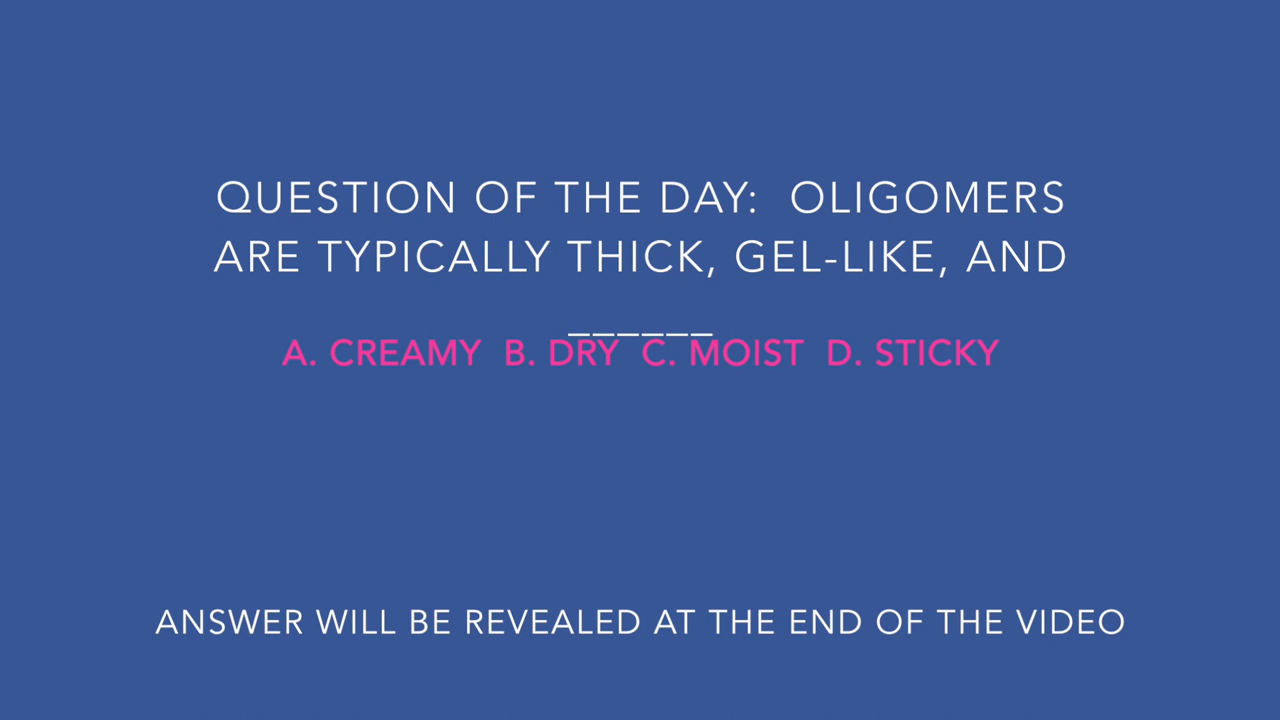 QUESTION OF THE DAY: OLIGOMERS
ARE TYPICALLY THICK, GEL-LIKE, AND
______
A. CREAMY B. DRY C. MOIST D. STICKY
ANSWER WILL BE REVEALED AT THE END OF THE VIDEO